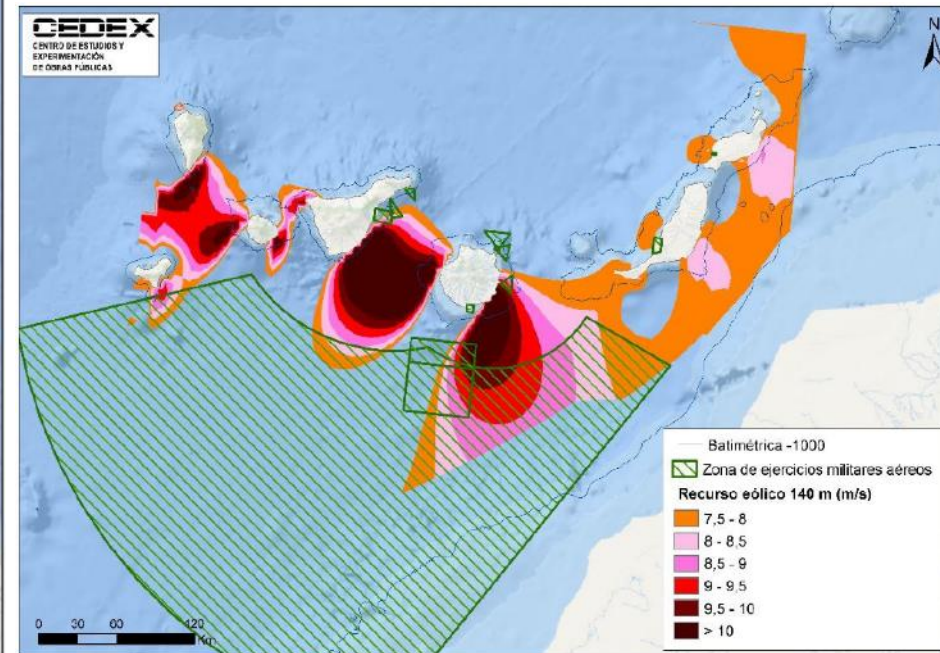 CEDEX
CENTRO DE ESTUDIOS Y
EXPERIMENTACIÓN
DE OBRAS PÚBLICAS
N
Batimétrica -1000
Zona de ejercicios militares aéreos
Recurso eólico 140 m (m/s)
7,5 - 8
8 - 8,5
8,5 - 9
9 - 9,5
9,5 - 10
> 10
0 30 60 120
Km